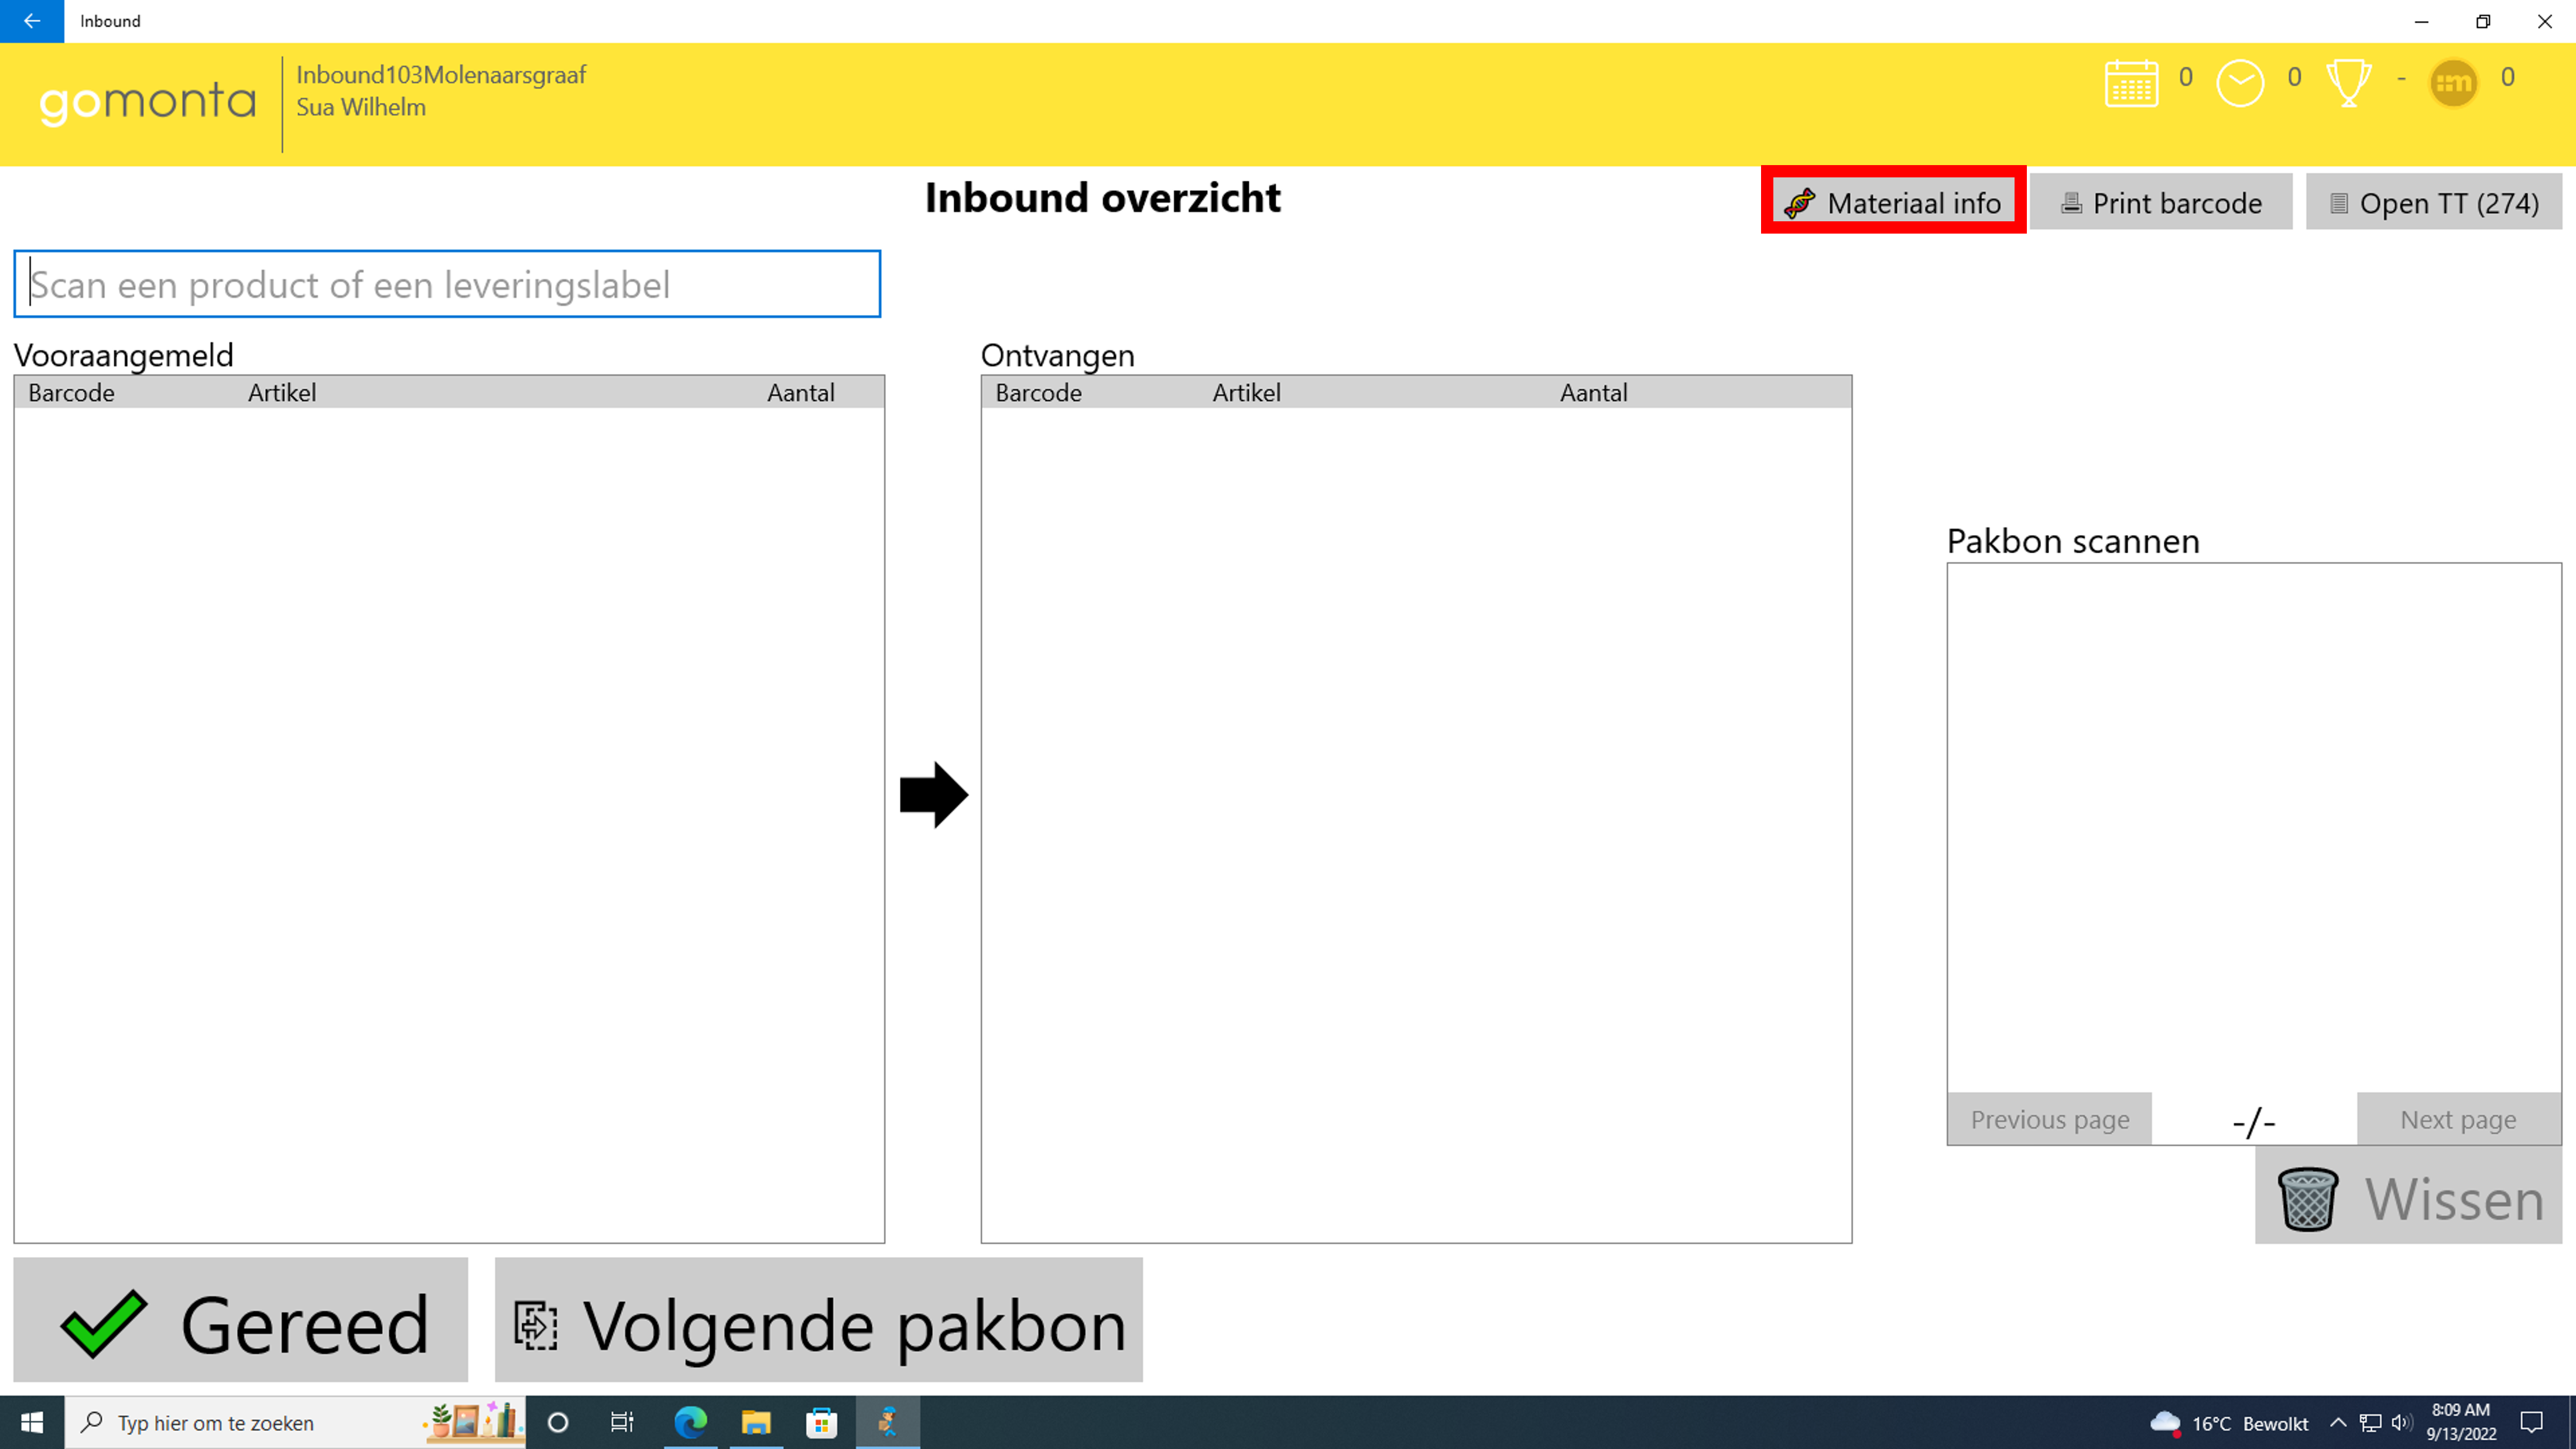 Inbound
gomonta
Inbound103Molenaarsgraaf
Sua Wilhelm
0
0
-
:m
0
Inbound overzicht
Materiaal info
Print barcode
Open TT (274)
Scan een product of een leveringslabel
Vooraangemeld
Barcode Artikel Aantal
Ontvangen
Barcode Artikel Aantal
Pakbon scannen
Previous page
-/-
Next page
Wissen
Gereed
Volgende pakbon
Typ hier om te zoeken
16°C Bewolkt
8:09 AM
9/13/2022